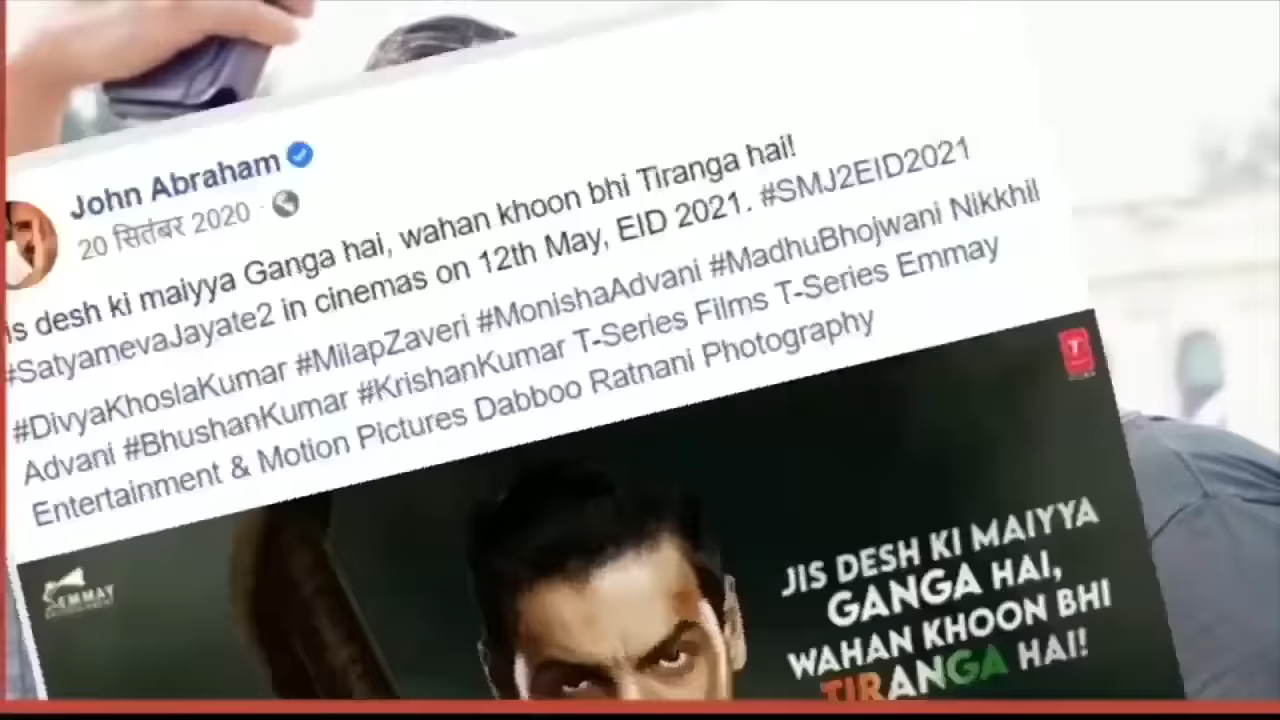 John Abraham
20 सितंबर 2020
is desh ki maiyya Ganga hai, wahan khoon bhi Tiranga hai!
#SatyamevaJayate2 in cinemas on 12th May, EID 2021. #SMJ2EID2021
#DivyaKhoslaKumar #MilapZaveri #MonishaAdvani #MadhuBhojwani Nikkhil
Advani #BhushanKumar #KrishanKumar T-Series Films T-Series Emmay
Entertainment & Motion Pictures Dabboo Ratnani Photography
T
EMMAY
JIS DESH KI MAIYYA
GANGA HAI,
WAHAN KHOON BHI
TIRANGA HAI!